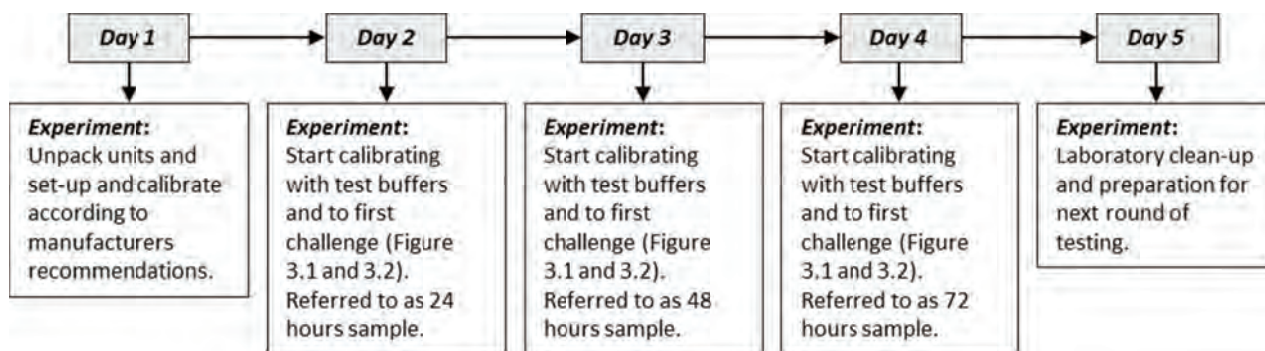 Day 1
Day 2
Day 3
Day 4
Day 5
Experiment:
Unpack units and
set-up and calibrate
according to
manufacturers
recommendations.
Experiment:
Start calibrating
with test buffers
and to first
challenge (Figure
3.1 and 3.2).
Referred to as 24
hours sample.
Experiment:
Start calibrating
with test buffers
and to first
challenge (Figure
3.1 and 3.2).
Referred to as 48
hours sample.
Experiment:
Start calibrating
with test buffers
and to first
challenge (Figure
3.1 and 3.2).
Referred to as 72
hours sample.
Experiment:
Laboratory clean-up
and preparation for
next round of
testing.